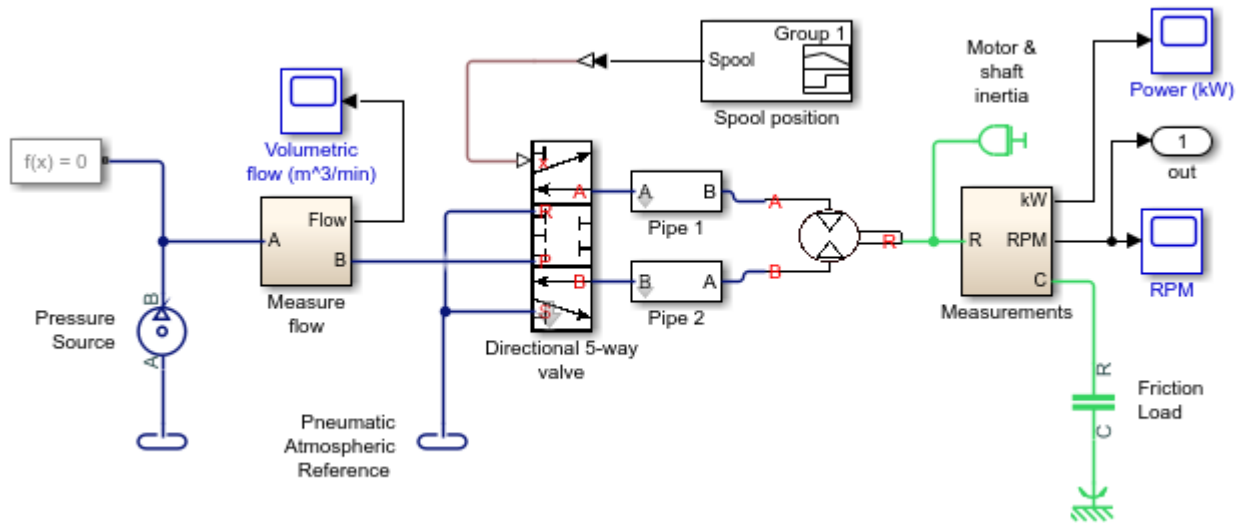 Group 1
Spool
Spool position
Motor &
shaft
inertia
Power (kW)
f(x) = 0
Volumetric
flow (m^3/min)
x
1
out
A
A
B
A
Pipe 1
R
Flow
A
B
Measure
flow
P
kW
R
R
RPM
C
Measurements
RPM
B
B
A
B
Pipe 2
S
Directional 5-way
valve
B
A
Pressure
Source
Pneumatic
Atmospheric
Reference
R
C
Friction
Load